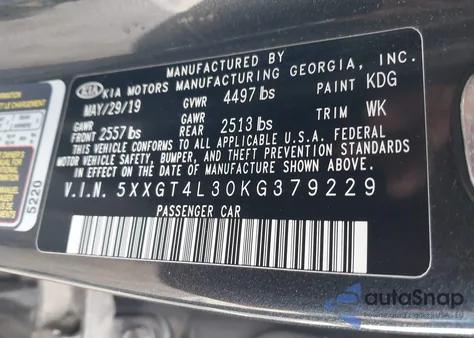 MANUFACTURED BY
KIA KIA MOTORS MANUFACTURING GEORGIA, INC.
MAY/29/19 GVWR 4497 lbs PAINT KDG
GAWR FRONT 2557 lbs GAWR REAR 2513 lbs TRIM WK
THIS VEHICLE CONFORMS TO ALL APPLICABLE U.S.A. FEDERAL
MOTOR VEHICLE SAFETY, BUMPER, AND THEFT PREVENTION STANDARDS
IN EFFECT ON THE DATE OF MANUFACTURE SHOWN ABOVE.
V.I.N. 5XXGT4L30KG379229
PASSENGER CAR
5220
autoSnap